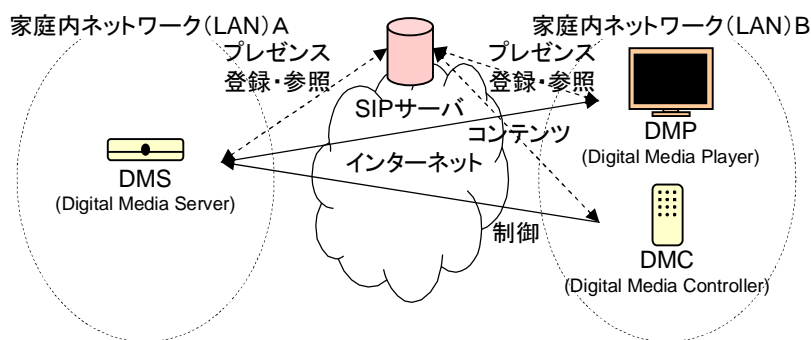 家庭内ネットワーク(LAN)A
家庭内ネットワーク(LAN)B
プレゼンス
登録・参照
プレゼンス
登録・参照
SIPサーバ
コンテンツ
インターネット
制御
DMS
(Digital Media Server)
DMP
(Digital Media Player)
DMC
(Digital Media Controller)